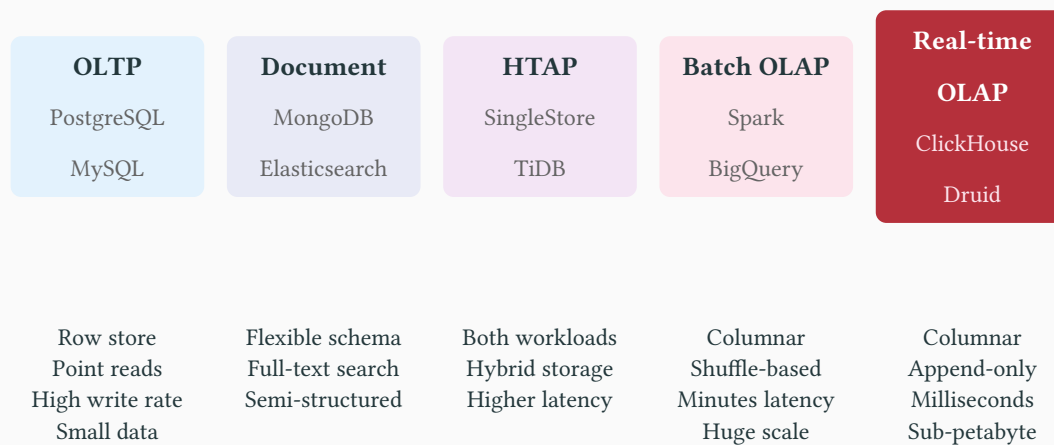 OLTP
PostgreSQL
MySQL
Document
MongoDB
Elasticsearch
HTAP
SingleStore
TiDB
Batch OLAP
Spark
BigQuery
Real-time
OLAP
ClickHouse
Druid
Row store
Point reads
High write rate
Small data
Flexible schema
Full-text search
Semi-structured
Both workloads
Hybrid storage
Higher latency
Columnar
Shuffle-based
Minutes latency
Huge scale
Columnar
Append-only
Milliseconds
Sub-petabyte